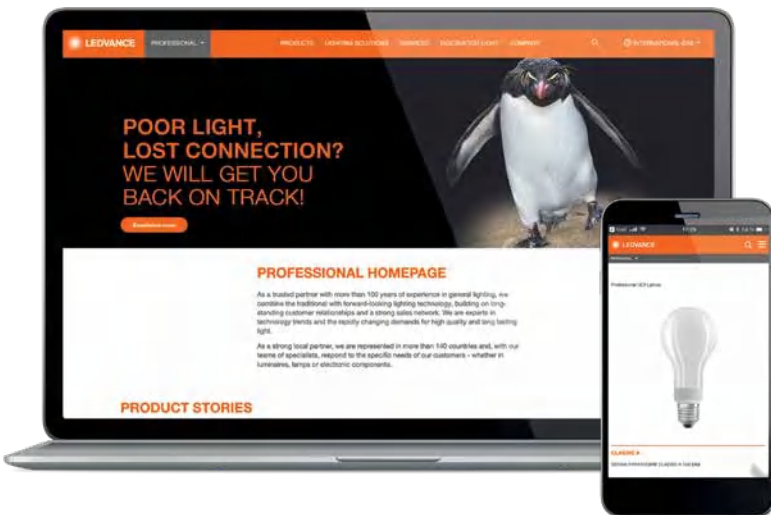 LEDVANCE PROFESSIONAL PRODUCTS LIGHTING SOLUTIONS SERVICES COMPANY
POOR LIGHT,
LOST CONNECTION?
WE WILL GET YOU
BACK ON TRACK!
PROFESSIONAL HOMEPAGE
As a trusted partner with more than 100 years of experience in general lighting, we
combine the traditional with forward-looking lighting technology, building on long-
standing customer relationships and a strong sales network. We are experts in
technology trends and the rapidly changing demands for high quality and long lasting
light.
As a strong local partner, we are represented in more than 140 countries and, with our
teams of specialists, respond to the specific needs of our customers - whether in
luminaires, lamps or electronic components.
PRODUCT STORIES
LEDVANCE
Professional LED Lamps
CLASSIC A